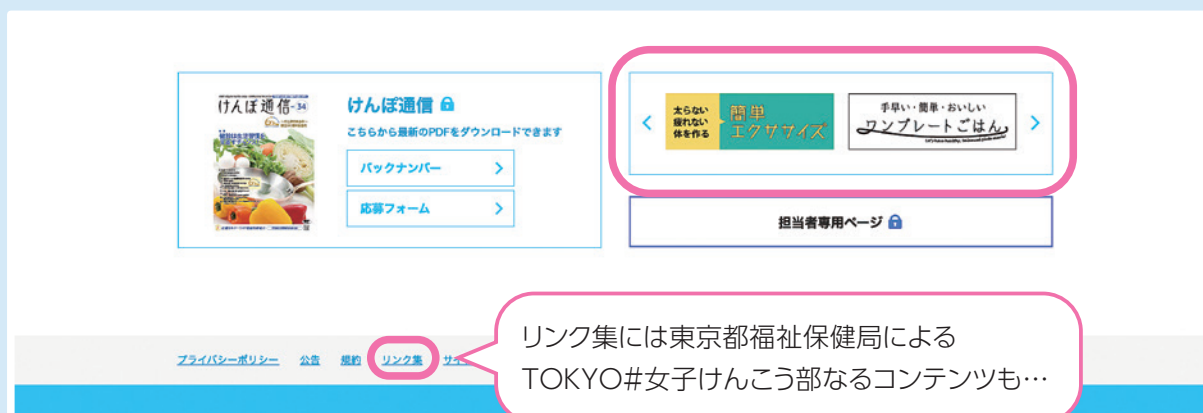 けんぽ通信-34
けんぽ通信
こちらから最新のPDFをダウンロードできます
バックナンバー
応募フォーム
太らない
疲れない
体を作る
簡単
エクササイズ
手早い・簡単・おいしい
ワンプレートごはん
担当者専用ページ
プライバシーポリシー 公告 規約 リンク集
リンク集には東京都福祉保健局による
TOKYO#女子けんこう部なるコンテンツも…